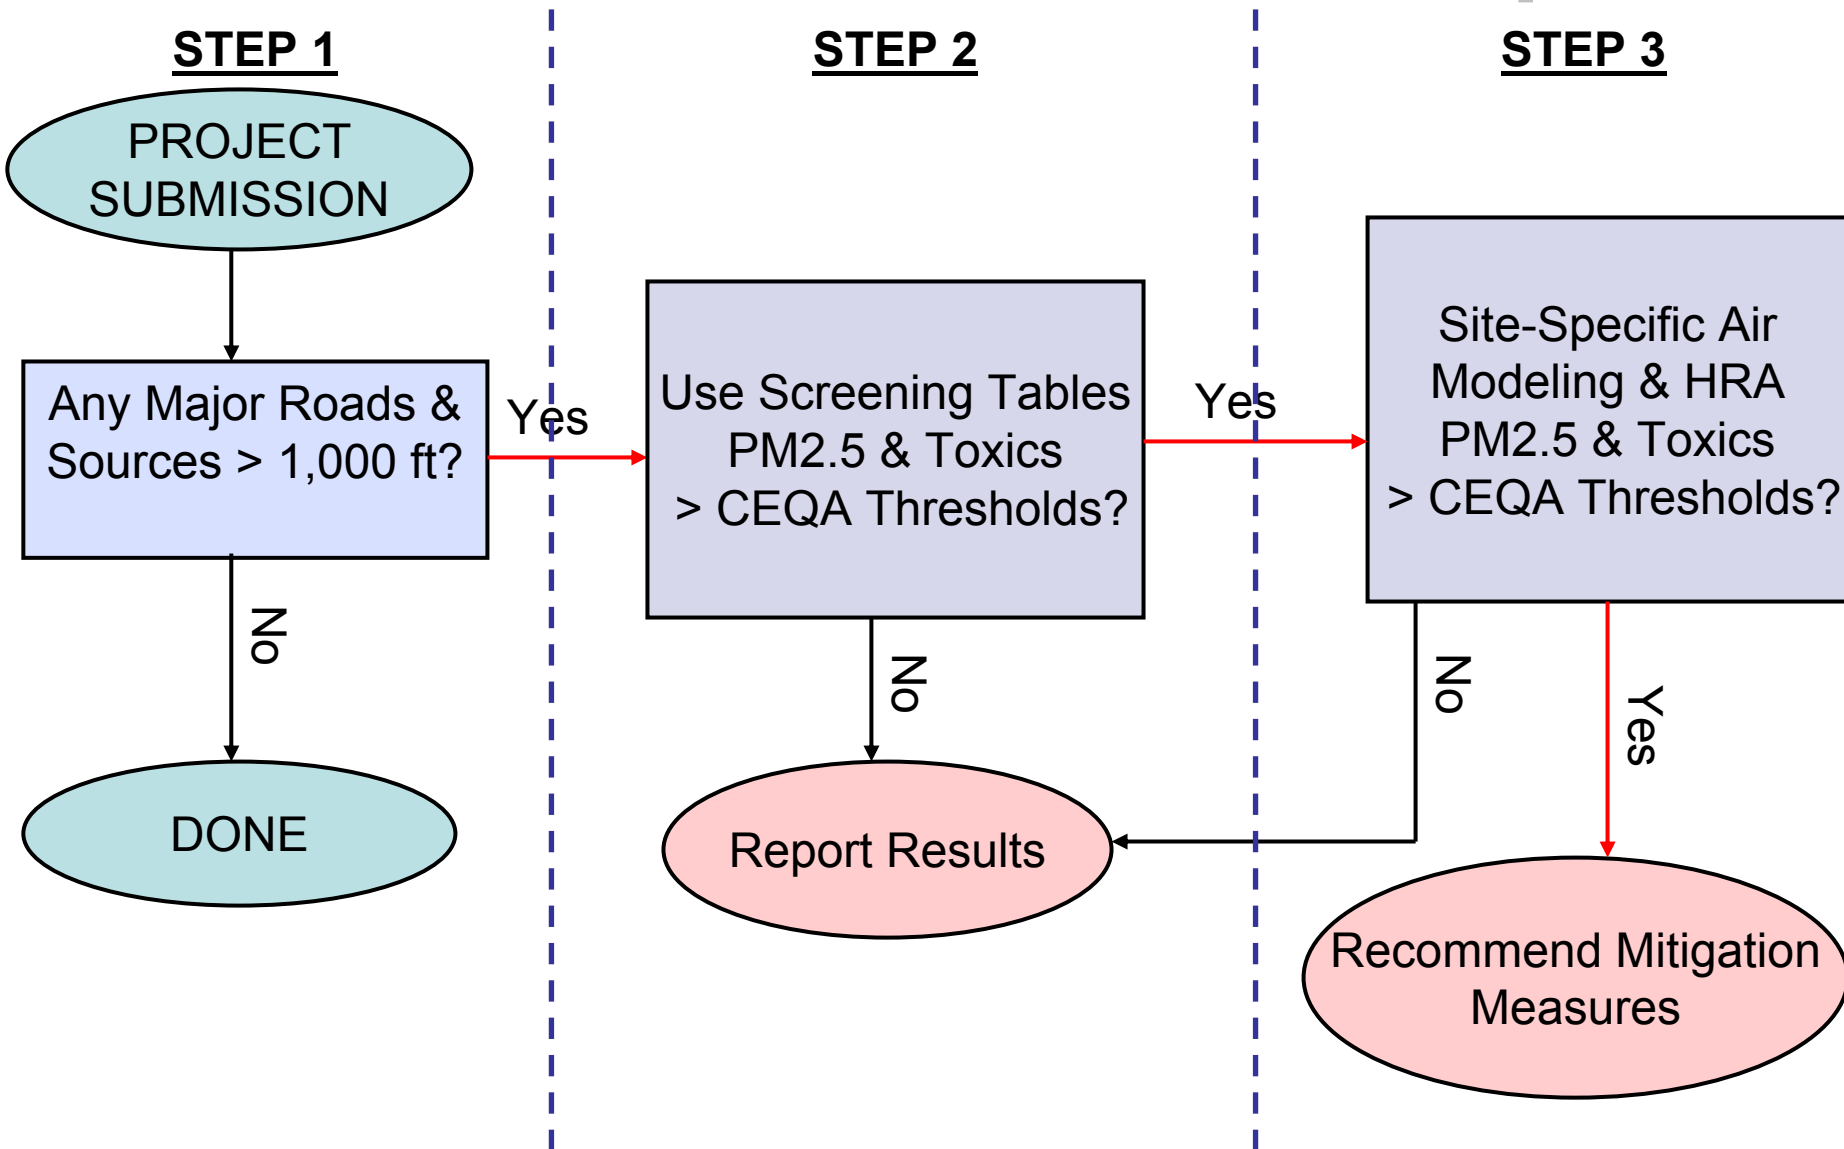 STEP 1
PROJECT
SUBMISSION
Any Major Roads &
Sources > 1,000 ft?
Yes
No
DONE
STEP 2
Use Screening Tables
PM2.5 & Toxics
> CEQA Thresholds?
Yes
No
Report Results
STEP 3
Site-Specific Air
Modeling & HRA
PM2.5 & Toxics
> CEQA Thresholds?
No
Yes
Recommend Mitigation
Measures